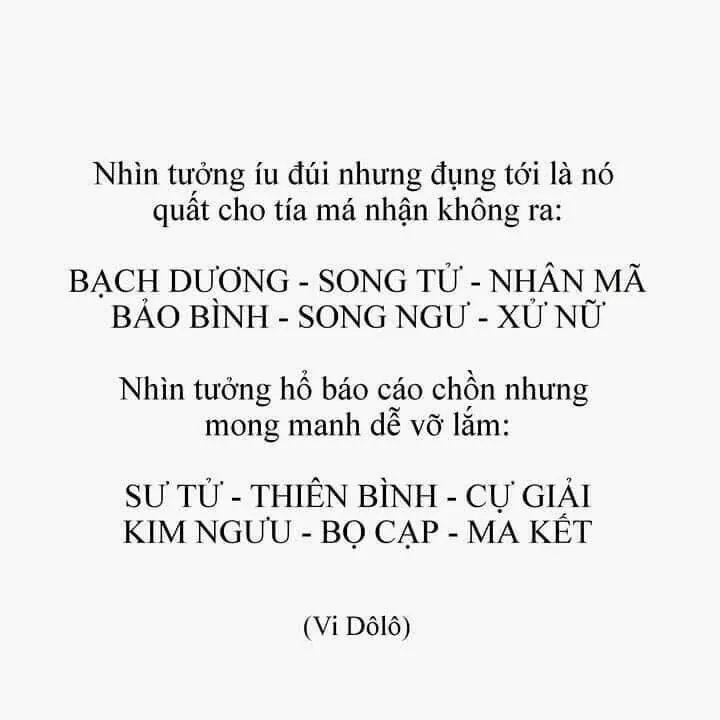 Nhìn tưởng íu đúi nhưng đụng tới là nó
quất cho tía má nhận không ra:
BẠCH DƯƠNG - SONG TỬ - NHÂN MÃ
BẢO BÌNH - SONG NGƯ - XỬ NỮ
Nhìn tưởng hổ báo cáo chồn nhưng
mong manh dễ vỡ lắm:
SƯ TỬ - THIÊN BÌNH - CỰ GIẢI
KIM NGƯU - BỌ CẠP - MA KẾT
(Vi Dôlô)